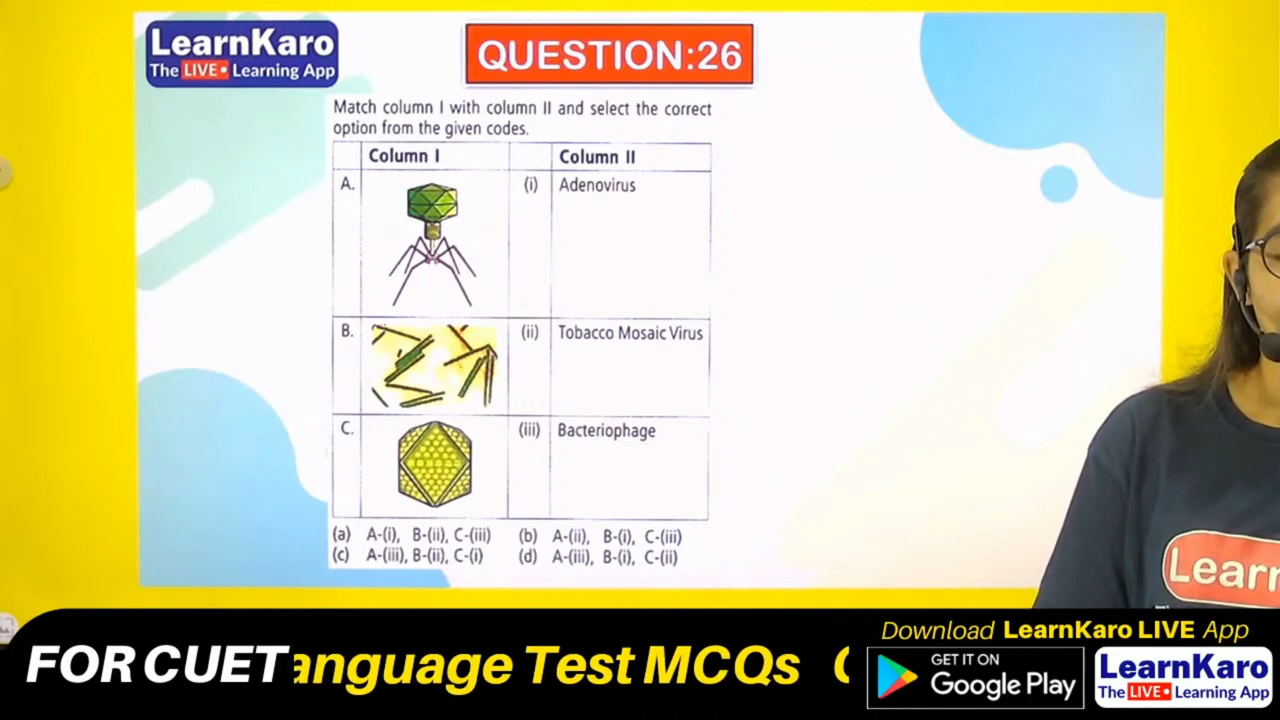 LearnKaro
The LIVE Learning App
QUESTION:26
Match column I with column II and select the correct
option from the given codes.
Column I Column II
A. (i) Adenovirus
B. (ii) Tobacco Mosaic Virus
C. (iii) Bacteriophage
(a) A-(i), B-(ii), C-(iii) (b) A-(ii), B-(i), C-(iii)
(c) A-(iii), B-(ii), C-(i) (d) A-(iii), B-(i), C-(ii)
Lear
Download LearnKaro LIVE App
FOR CUET anguage Test MCQs
GET IT ON
Google Play
LearnKaro
The LIVE Learning App